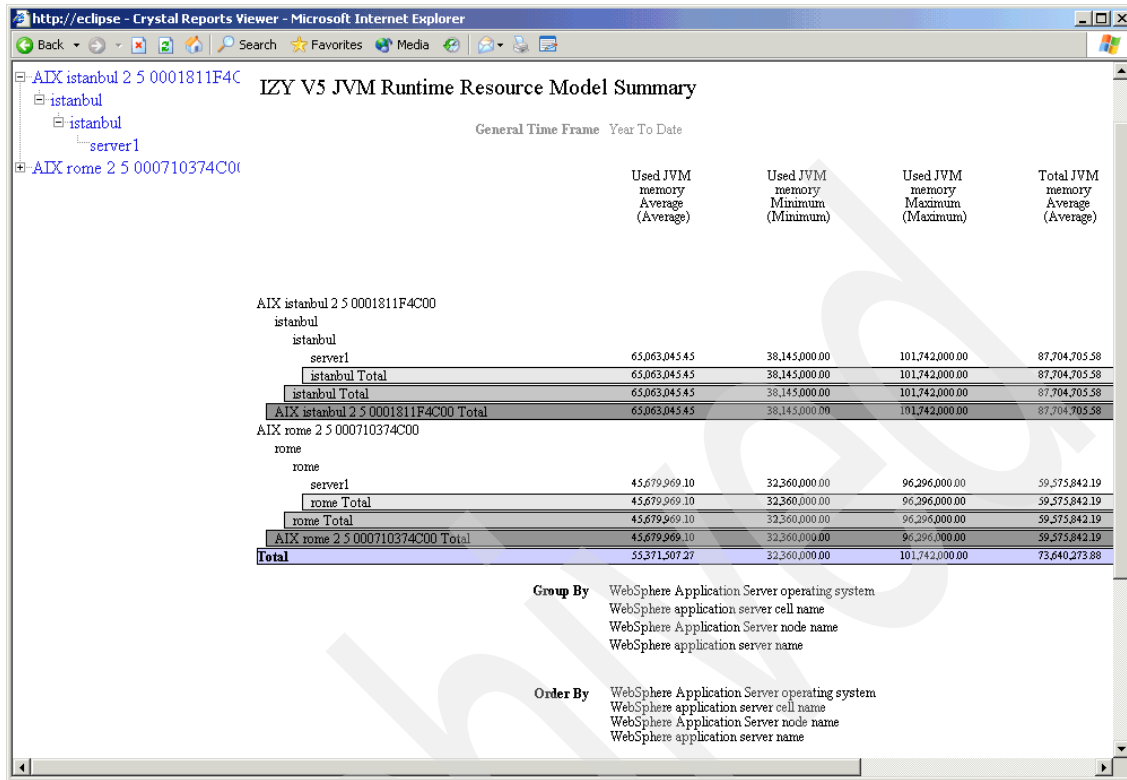 http://eclipse - Crystal Reports Viewer - Microsoft Internet Explorer
Back Search Favorites Media
AIX istanbul 2 5 0001811F4C
istanbul
istanbul
server1
AIX rome 2 5 000710374C0(
IZY V5 JVM Runtime Resource Model Summary
General Time Frame Year To Date
Used JVM memory Average (Average)
Used JVM memory Minimum (Minimum)
Used JVM memory Maximum (Maximum)
Total JVM memory Average (Average)
AIX istanbul 2 5 0001811F4C00
istanbul
istanbul
server1 65,063,045.45 38,145,000.00 101,742,000.00 87,704,705.58
istanbul Total 65,063,045.45 38,145,000.00 101,742,000.00 87,704,705.58
istanbul Total 65,063,045.45 38,145,000.00 101,742,000.00 87,704,705.58
AIX istanbul 2 5 0001811F4C00 Total 65,063,045.45 38,145,000.00 101,742,000.00 87,704,705.58
AIX rome 2 5 000710374C00
rome
rome
server1 45,679,969.10 32,360,000.00 96,296,000.00 59,575,842.19
rome Total 45,679,969.10 32,360,000.00 96,296,000.00 59,575,842.19
rome Total 45,679,969.10 32,360,000.00 96,296,000.00 59,575,842.19
AIX rome 2 5 000710374C00 Total 45,679,969.10 32,360,000.00 96,296,000.00 59,575,842.19
Total 55,371,507.27 32,360,000.00 101,742,000.00 73,640,273.88
Group By WebSphere Application Server operating system
WebSphere application server cell name
WebSphere Application Server node name
WebSphere application server name
Order By WebSphere Application Server operating system
WebSphere application server cell name
WebSphere Application Server node name
WebSphere application server name